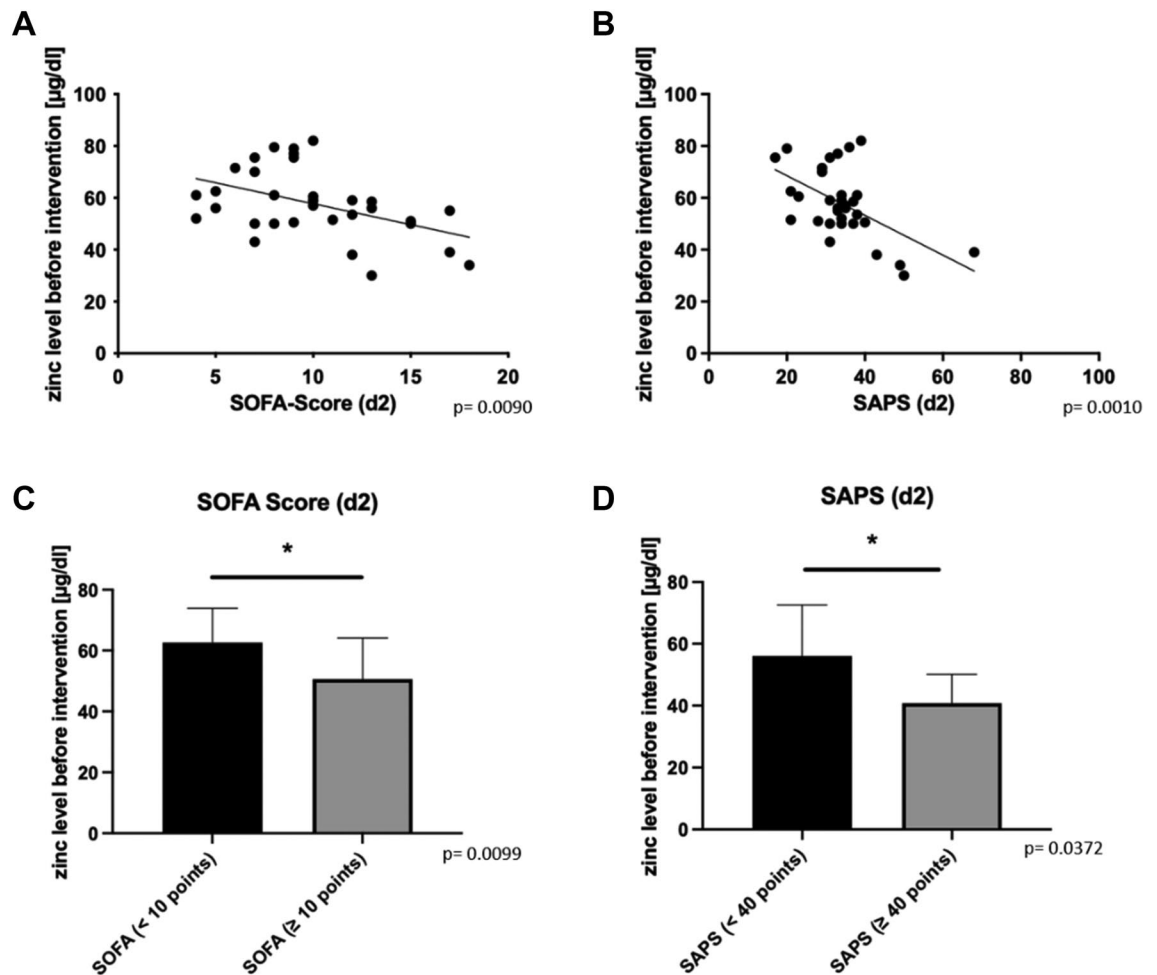 A
zinc level before intervention [µg/dl]
100
80
60
40
20
0
0 5 10 15 20
SOFA-Score (d2)
p= 0.0090
B
zinc level before intervention [µg/dl]
100
80
60
40
20
0
0 20 40 60 80 100
SAPS (d2)
p= 0.0010
C
SOFA Score (d2)
*
zinc level before intervention [µg/dl]
80
60
40
20
0
SOFA (< 10 points)
SOFA (≥ 10 points)
p= 0.0099
D
SAPS (d2)
*
zinc level before intervention [µg/dl]
80
60
40
20
0
SAPS (< 40 points)
SAPS (≥ 40 points)
p= 0.0372